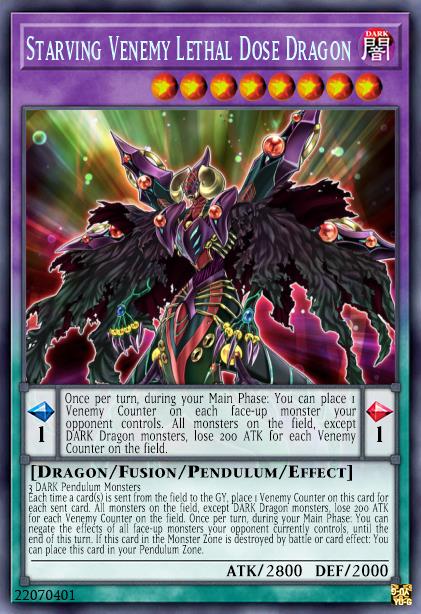 STARVING VENEMY LETHAL DOSE DRAGON
DARK
闇
Once per turn, during your Main Phase: You can place 1
Venemy Counter on each face-up monster your
opponent controls. All monsters on the field, except
DARK Dragon monsters, lose 200 ATK for each Venemy
Counter on the field.
1
1
[DRAGON/FUSION/PENDULUM/EFFECT]
3 DARK Pendulum Monsters
Each time a card(s) is sent from the field to the GY, place 1 Venemy Counter on this card for
each sent card. All monsters on the field, except DARK Dragon monsters, lose 200 ATK
for each Venemy Counter on the field. Once per turn, during your Main Phase: You can
negate the effects of all face-up monsters your opponent currently controls, until the
end of this turn. If this card in the Monster Zone is destroyed by battle or card effect: You
can place this card in your Pendulum Zone.
ATK/2800 DEF/2000
22070401